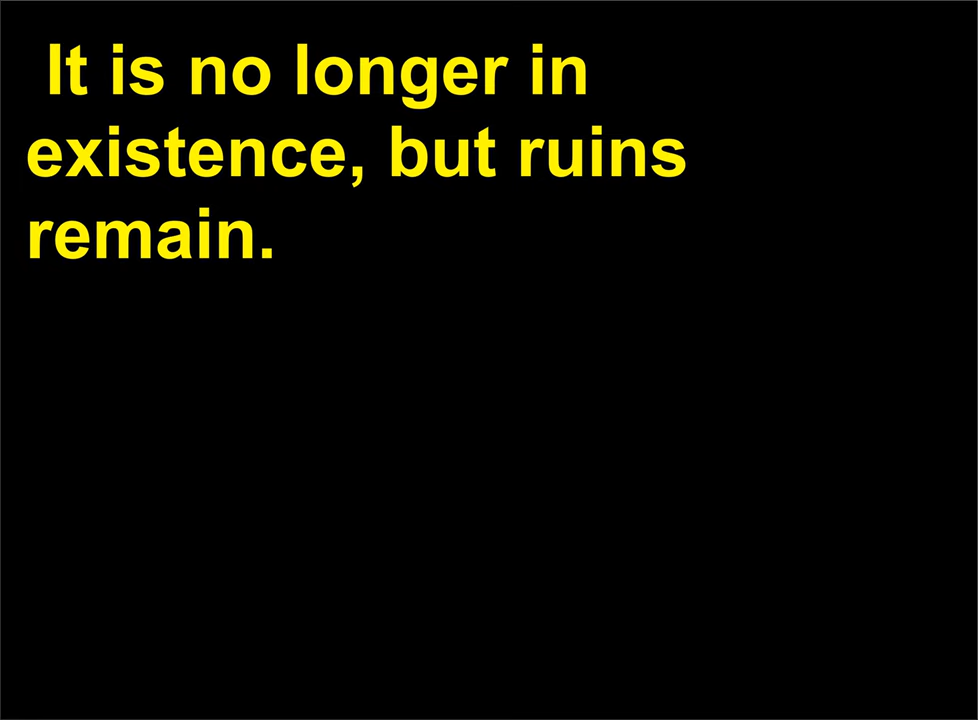 It is no longer in
existence, but ruins
remain.